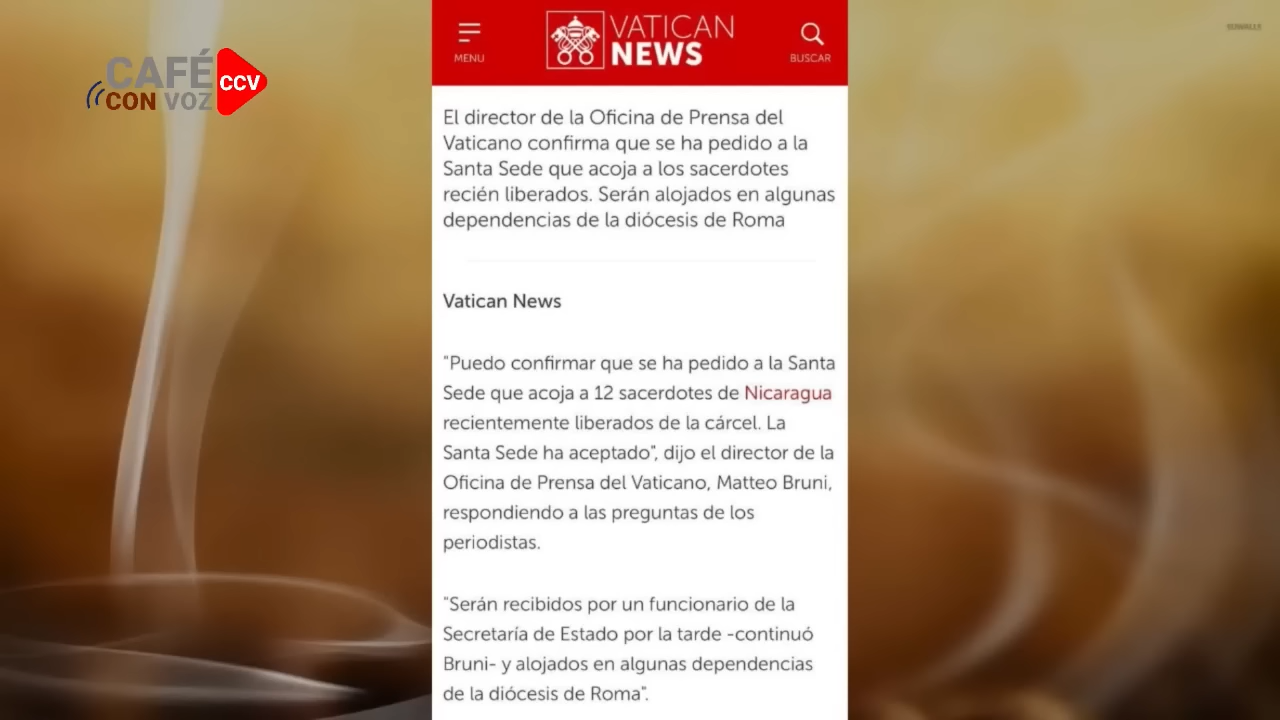 CAFÉ
CON VOZ
CCV
MENU
VATICAN
NEWS
BUSCAR
El director de la Oficina de Prensa del
Vaticano confirma que se ha pedido a la
Santa Sede que acoja a los sacerdotes
recién liberados. Serán alojados en algunas
dependencias de la diócesis de Roma
Vatican News
"Puedo confirmar que se ha pedido a la Santa
Sede que acoja a 12 sacerdotes de Nicaragua
recientemente liberados de la cárcel. La
Santa Sede ha aceptado", dijo el director de la
Oficina de Prensa del Vaticano, Matteo Bruni,
respondiendo a las preguntas de los
periodistas.
"Serán recibidos por un funcionario de la
Secretaría de Estado por la tarde -continuó
Bruni- y alojados en algunas dependencias
de la diócesis de Roma".